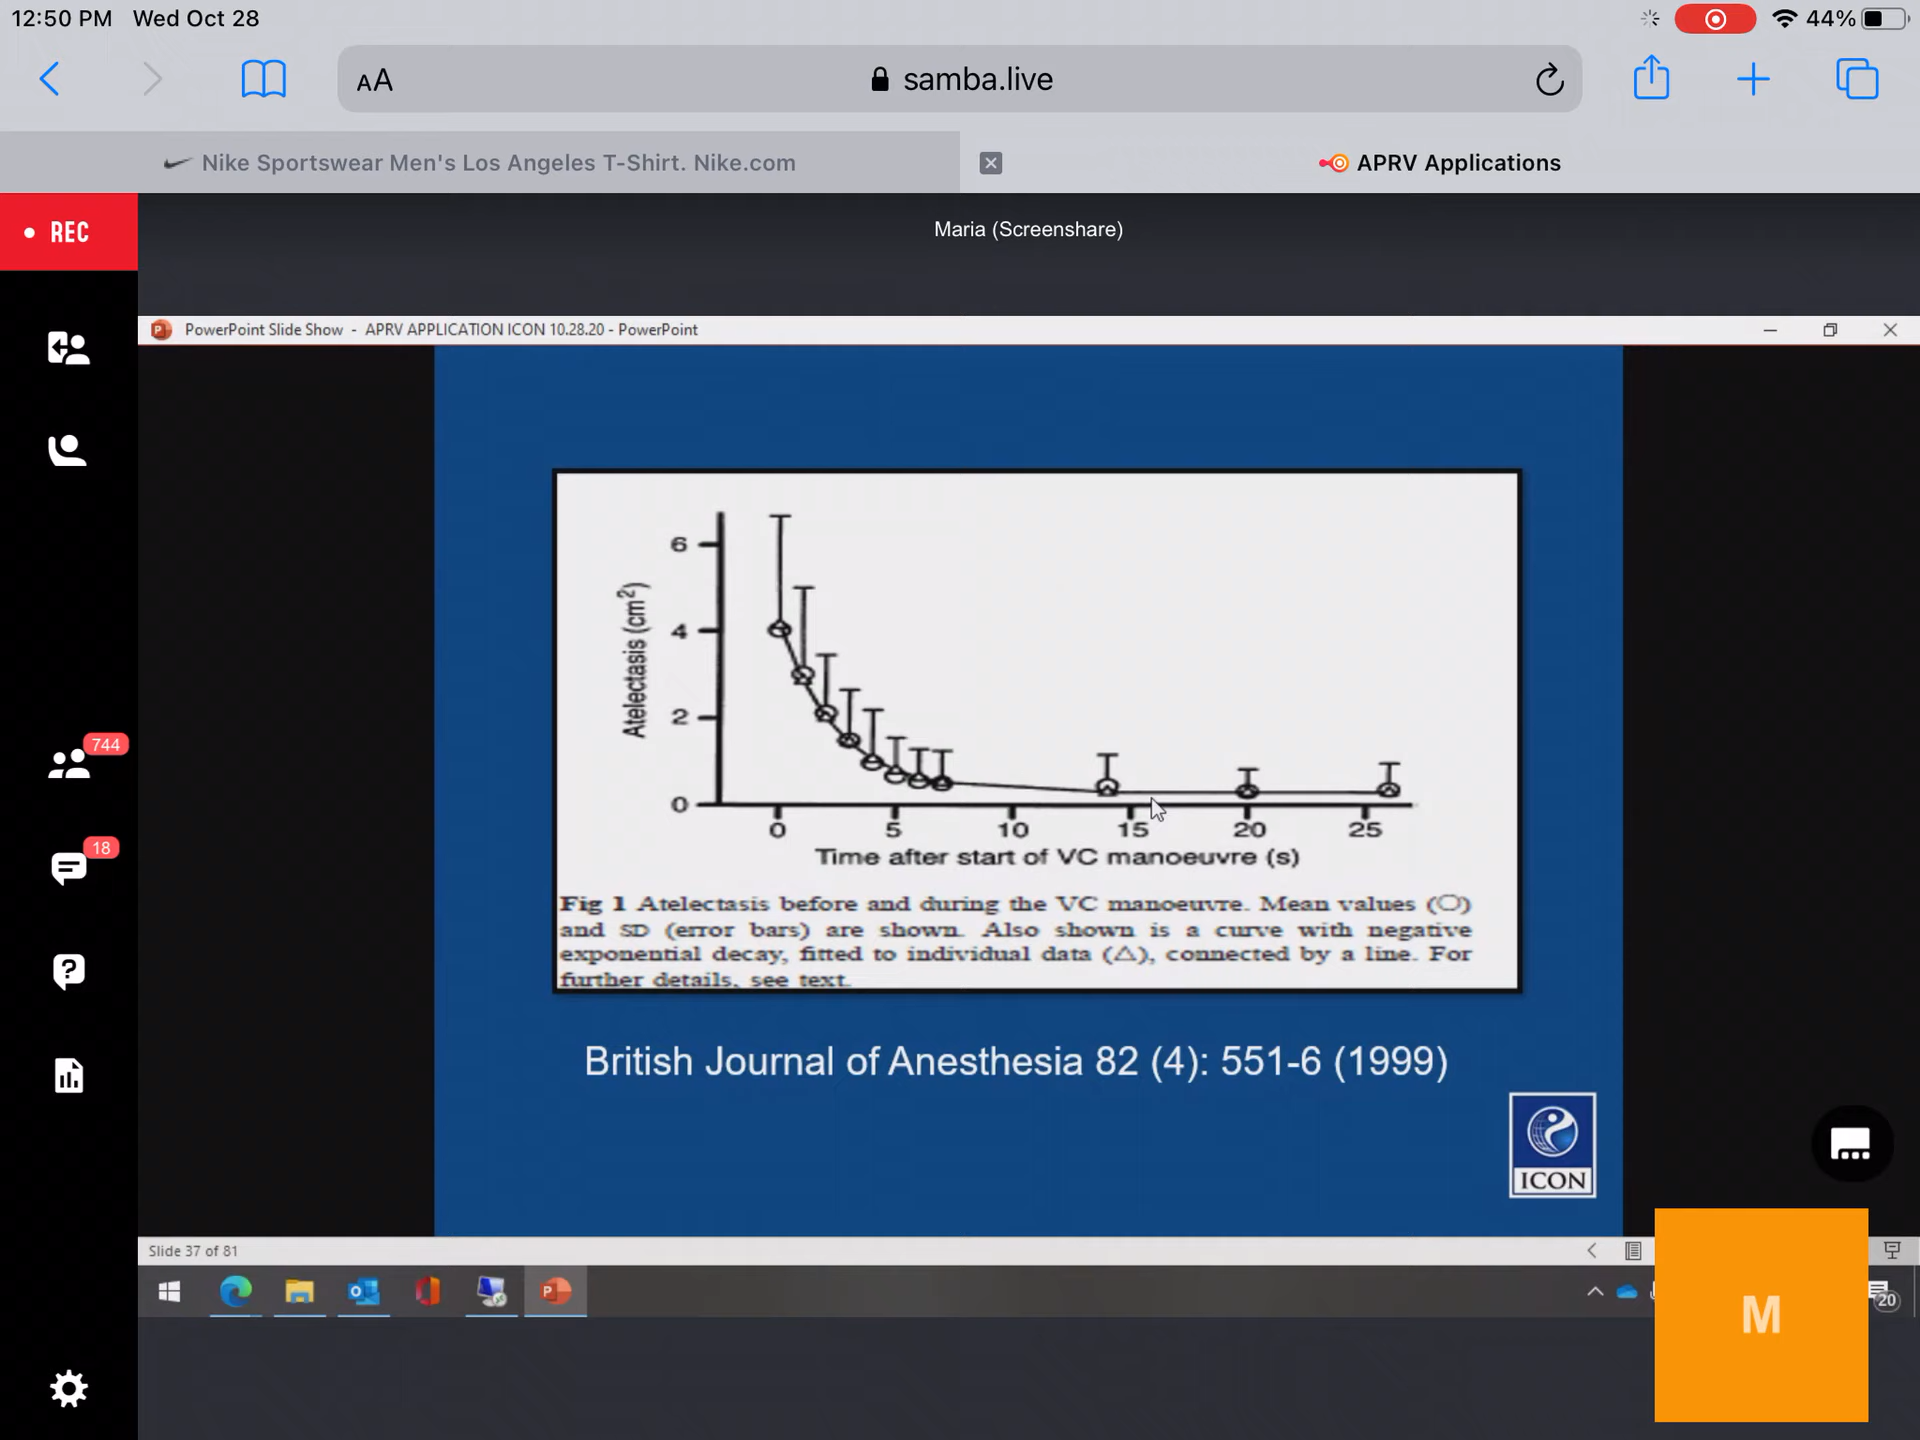 12:50 PM Wed Oct 28
44%
AA
samba.live
Nike Sportswear Men's Los Angeles T-Shirt. Nike.com
APRV Applications
REC
Maria (Screenshare)
PowerPoint Slide Show - APRV APPLICATION ICON 10.28.20 - PowerPoint
744
18
Atelectasis (cm²)
6
4
2
0
0 5 10 15 20 25
Time after start of VC manoeuvre (s)
Fig 1 Atelectasis before and during the VC manoeuvre. Mean values (○)
and SD (error bars) are shown. Also shown is a curve with negative
exponential decay, fitted to individual data (△), connected by a line. For
further details, see text.
British Journal of Anesthesia 82 (4): 551-6 (1999)
ICON
Slide 37 of 81
M
20